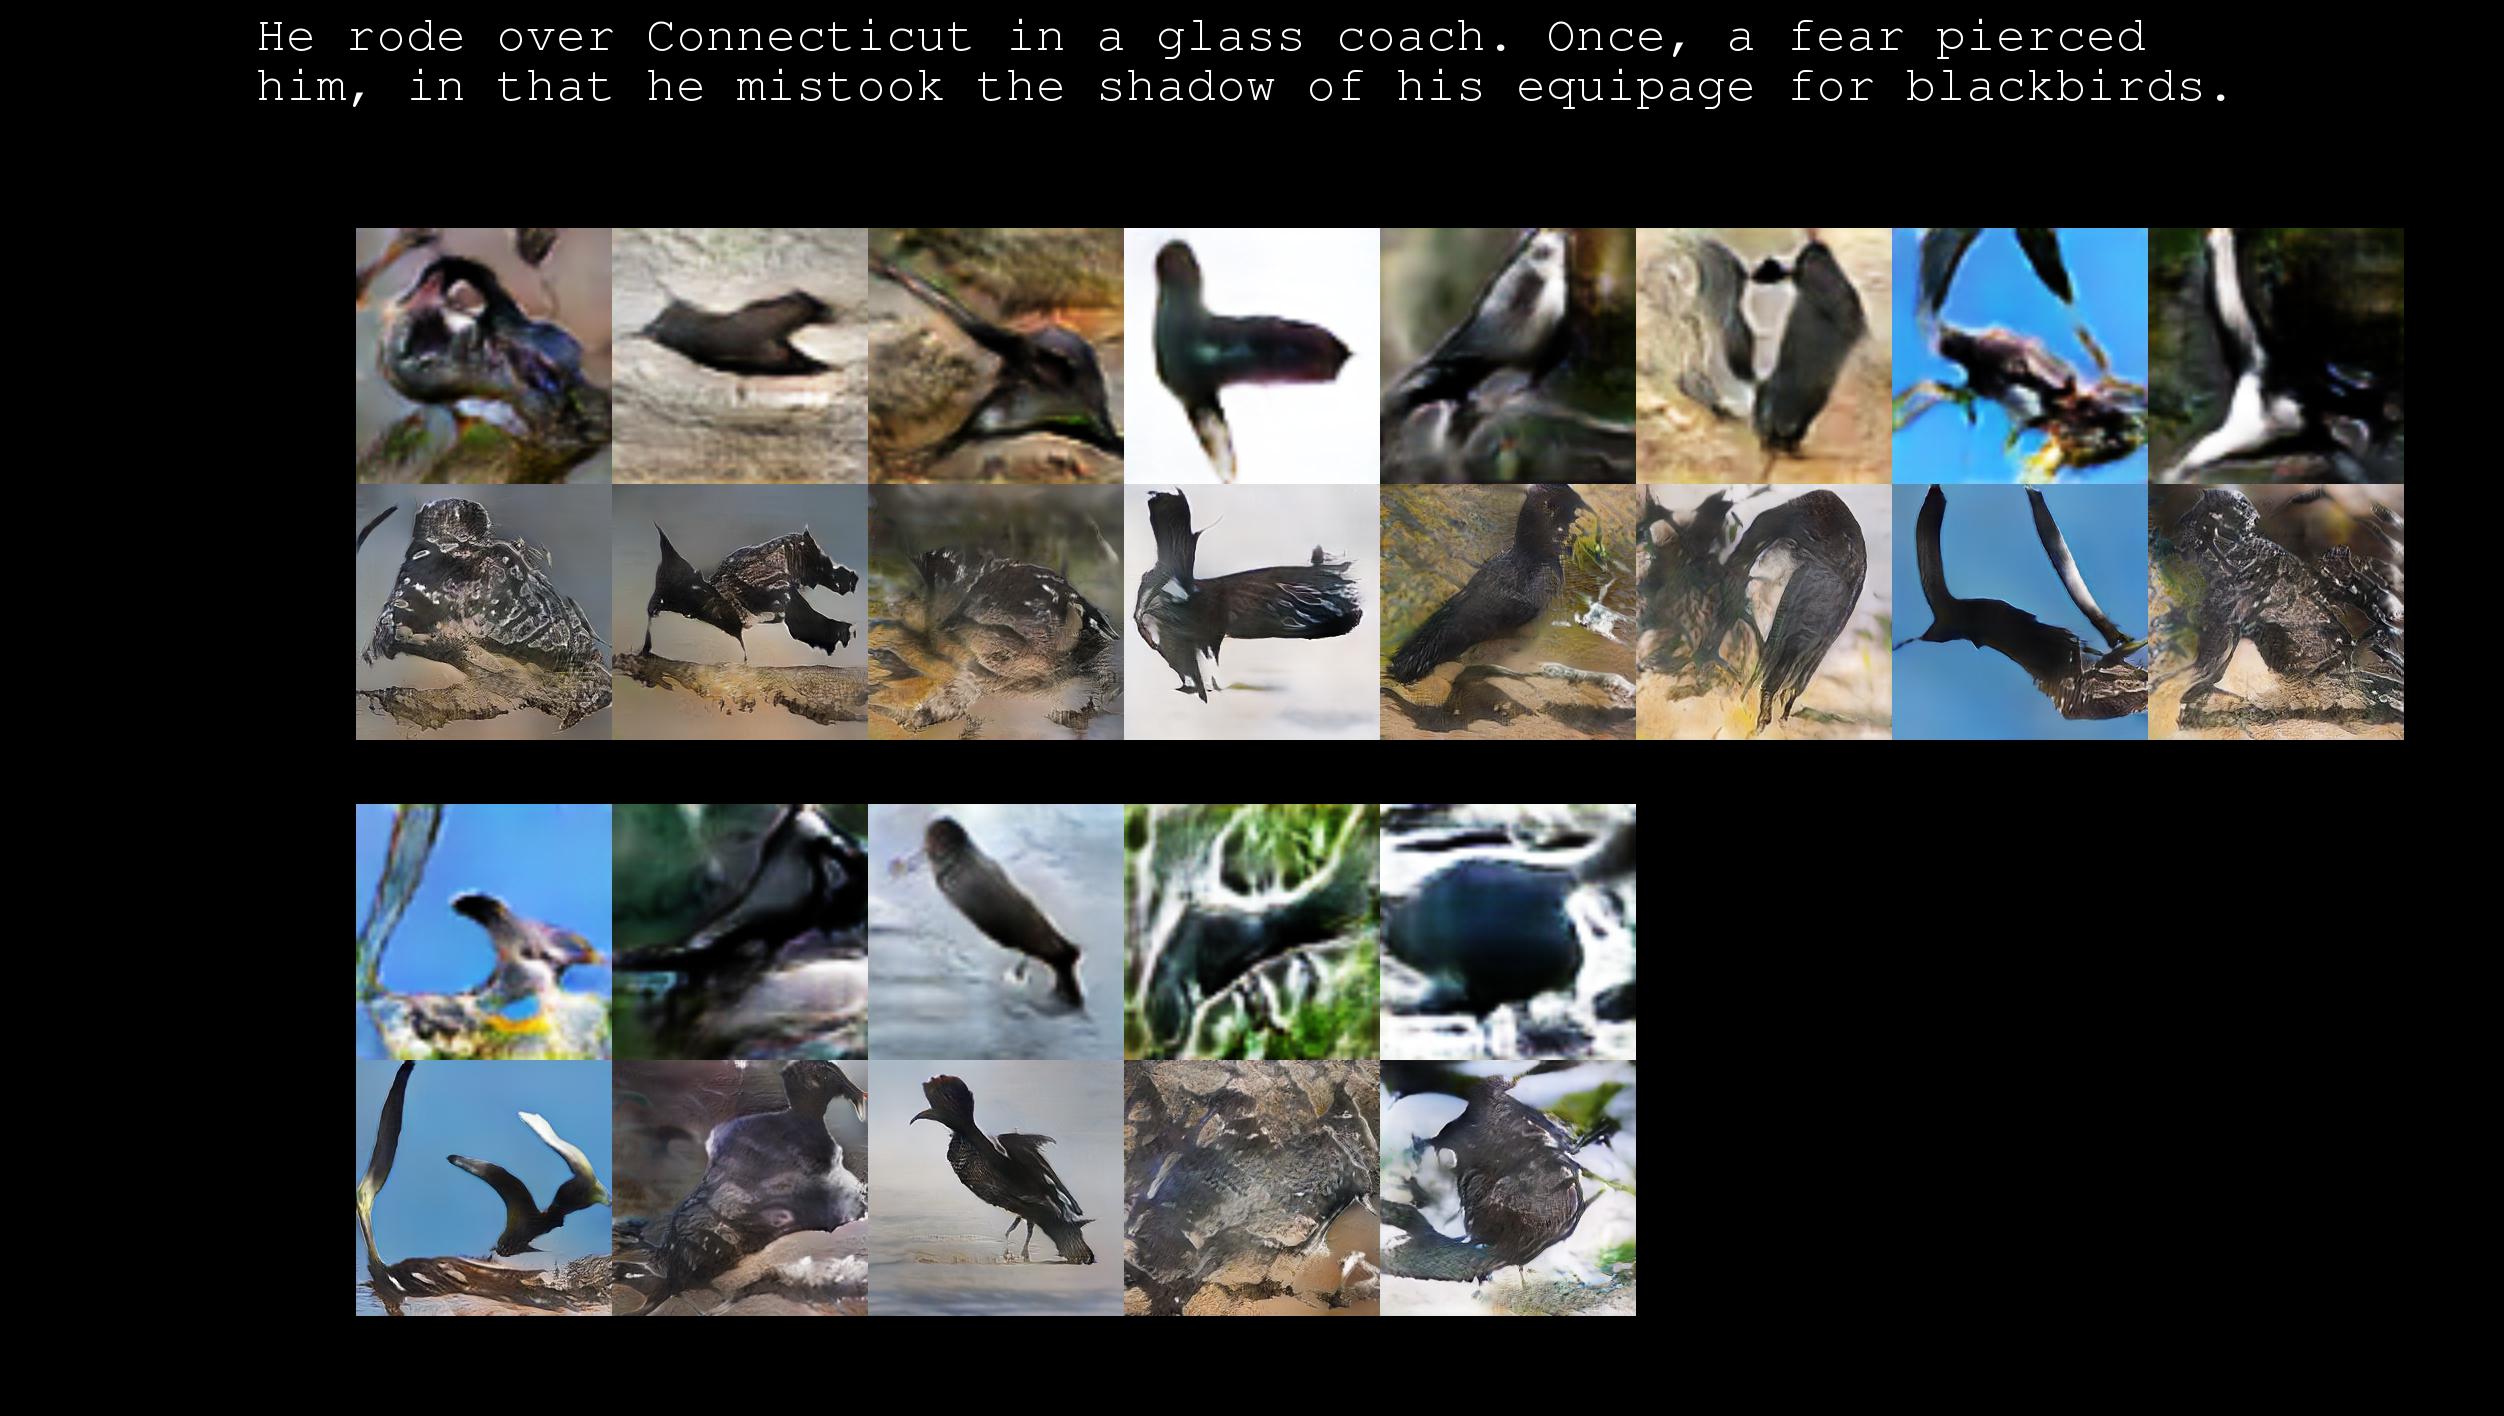 He rode over Connecticut in a glass coach. Once, a fear pierced
him, in that he mistook the shadow of his equipage for blackbirds.